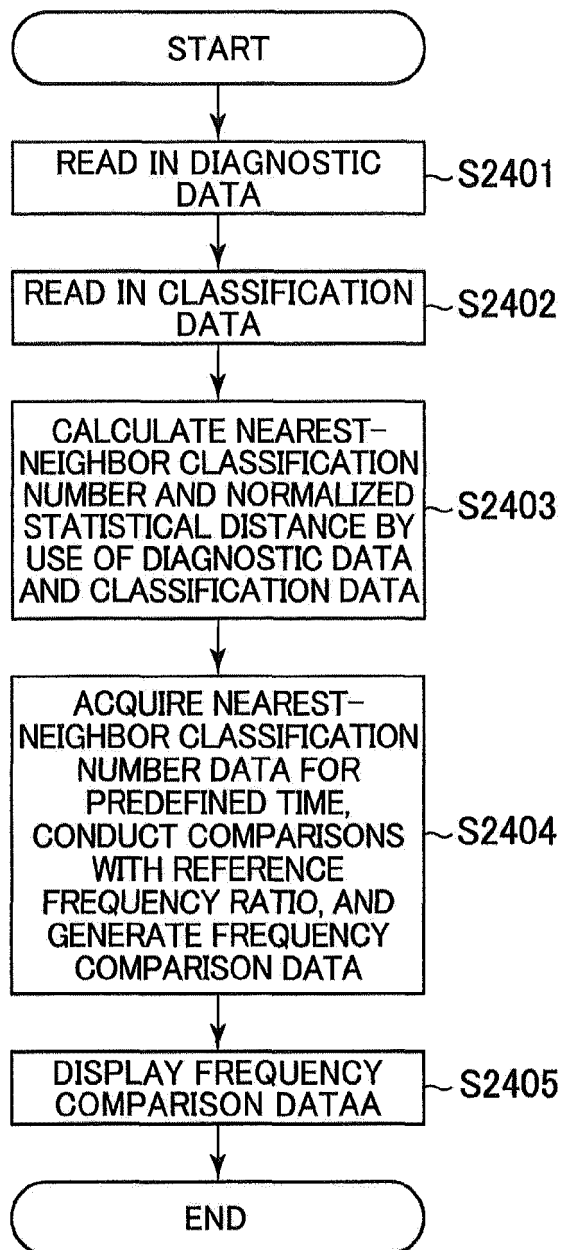 START
READ IN DIAGNOSTIC
DATA
S2401
READ IN CLASSIFICATION
DATA
S2402
CALCULATE NEAREST-
NEIGHBOR CLASSIFICATION
NUMBER AND NORMALIZED
STATISTICAL DISTANCE BY
USE OF DIAGNOSTIC DATA
AND CLASSIFICATION DATA
S2403
ACQUIRE NEAREST-
NEIGHBOR CLASSIFICATION
NUMBER DATA FOR
PREDEFINED TIME,
CONDUCT COMPARISONS
WITH REFERENCE
FREQUENCY RATIO, AND
GENERATE FREQUENCY
COMPARISON DATA
S2404
DISPLAY FREQUENCY
COMPARISON DATAA
S2405
END